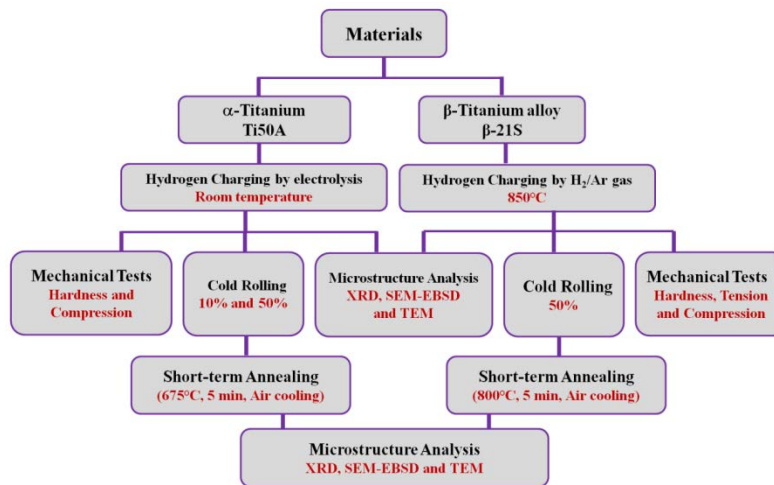 Materials
α-Titanium
Ti50A
β-Titanium alloy
β-21S
Hydrogen Charging by electrolysis
Room temperature
Hydrogen Charging by H₂/Ar gas
850°C
Mechanical Tests
Hardness and
Compression
Cold Rolling
10% and 50%
Microstructure Analysis
XRD, SEM-EBSD
and TEM
Cold Rolling
50%
Mechanical Tests
Hardness, Tension
and Compression
Short-term Annealing
(675°C, 5 min, Air cooling)
Short-term Annealing
(800°C, 5 min, Air cooling)
Microstructure Analysis
XRD, SEM-EBSD and TEM